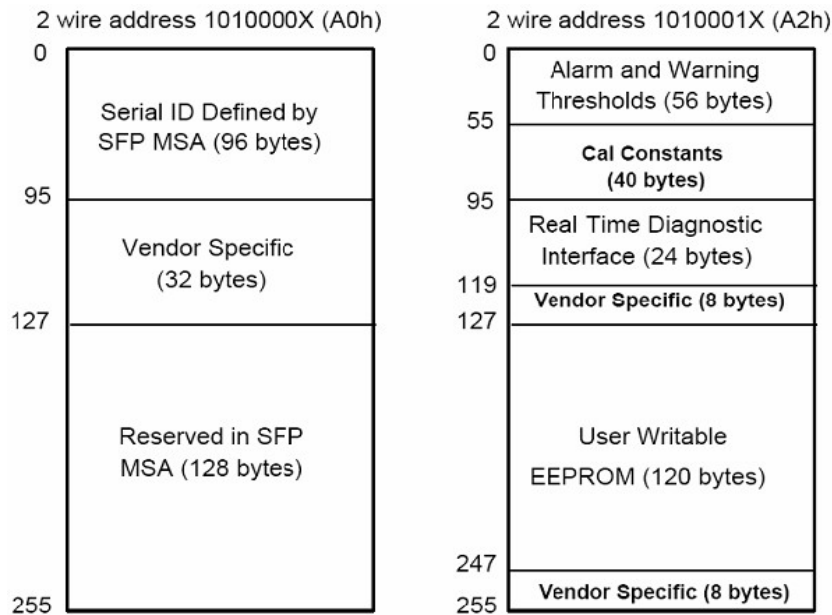 2 wire address 1010000X (A0h)
0
Serial ID Defined by
SFP MSA (96 bytes)
95
Vendor Specific
(32 bytes)
127
Reserved in SFP
MSA (128 bytes)
255
2 wire address 1010001X (A2h)
0
Alarm and Warning
Thresholds (56 bytes)
55
Cal Constants
(40 bytes)
95
Real Time Diagnostic
Interface (24 bytes)
119
Vendor Specific (8 bytes)
127
User Writable
EEPROM (120 bytes)
247
Vendor Specific (8 bytes)
255